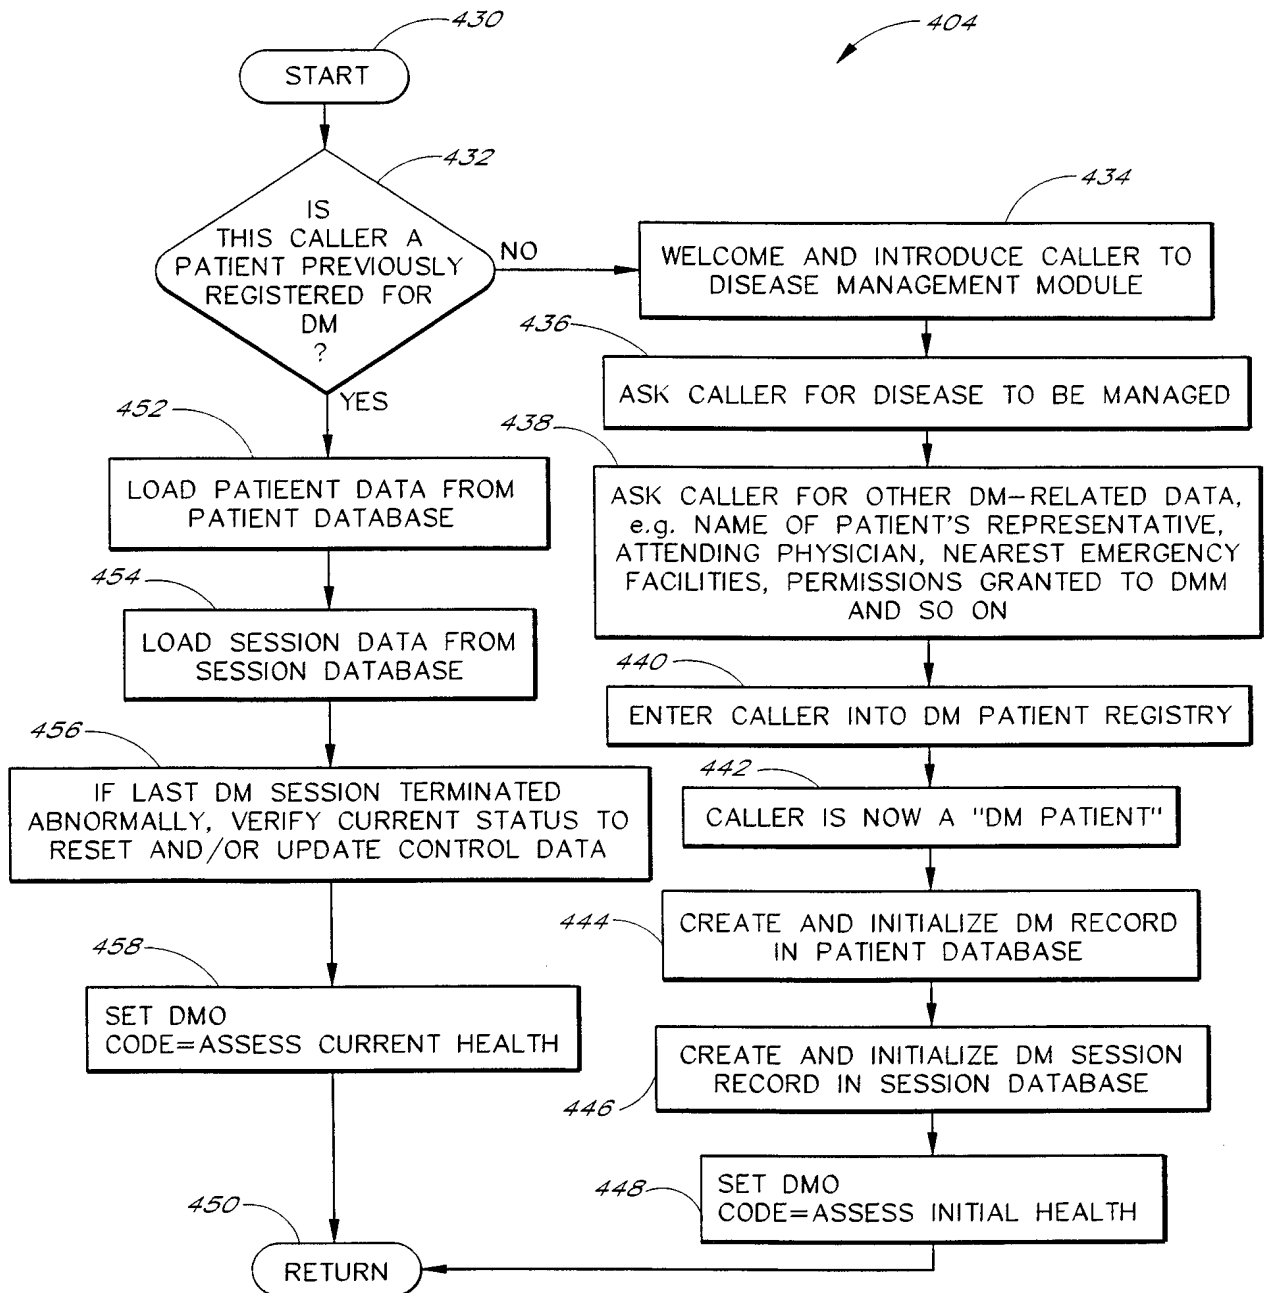 430
404
START
432
IS
THIS CALLER A
PATIENT PREVIOUSLY
REGISTERED FOR
DM
?
NO
YES
434
WELCOME AND INTRODUCE CALLER TO
DISEASE MANAGEMENT MODULE
436
ASK CALLER FOR DISEASE TO BE MANAGED
438
ASK CALLER FOR OTHER DM-RELATED DATA,
e.g. NAME OF PATIENT'S REPRESENTATIVE,
ATTENDING PHYSICIAN, NEAREST EMERGENCY
FACILITIES, PERMISSIONS GRANTED TO DMM
AND SO ON
440
ENTER CALLER INTO DM PATIENT REGISTRY
442
CALLER IS NOW A "DM PATIENT"
444
CREATE AND INITIALIZE DM RECORD
IN PATIENT DATABASE
446
CREATE AND INITIALIZE DM SESSION
RECORD IN SESSION DATABASE
448
SET DMO
CODE=ASSESS INITIAL HEALTH
452
LOAD PATIEENT DATA FROM
PATIENT DATABASE
454
LOAD SESSION DATA FROM
SESSION DATABASE
456
IF LAST DM SESSION TERMINATED
ABNORMALLY, VERIFY CURRENT STATUS TO
RESET AND/OR UPDATE CONTROL DATA
458
SET DMO
CODE=ASSESS CURRENT HEALTH
450
RETURN